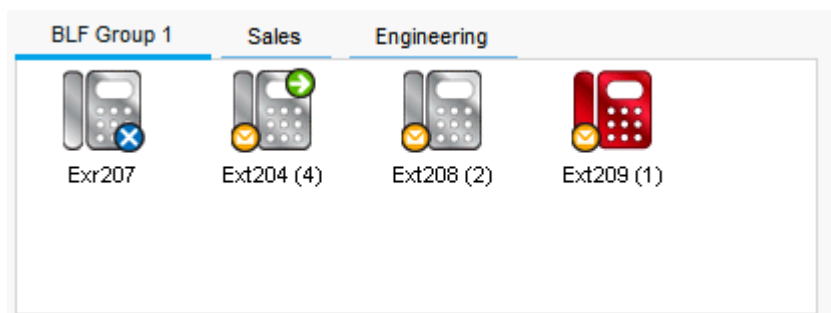 BLF Group 1 Sales Engineering
Exr207 Ext204 (4) Ext208 (2) Ext209 (1)